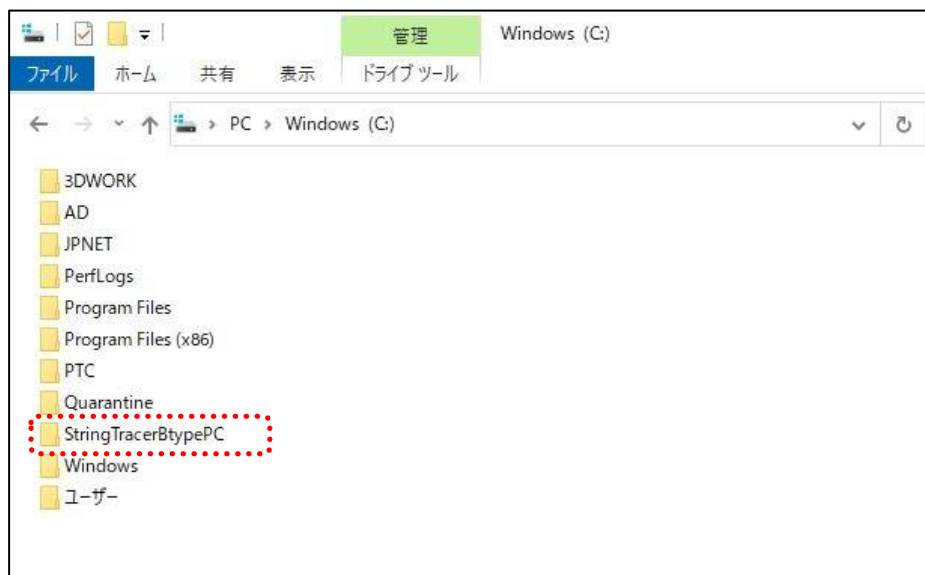 管理 Windows (C:)
ファイル ホーム 共有 表示 ドライブ ツール
PC > Windows (C:)
3DWORK
AD
JPNET
PerfLogs
Program Files
Program Files (x86)
PTC
Quarantine
StringTracerBtypePC
Windows
ユーザー